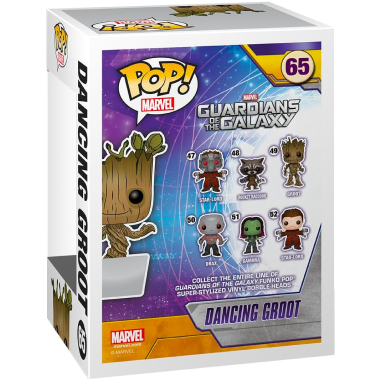 POP!
MARVEL
65
MARVEL
GUARDIANS
OF THE GALAXY
47
48
49
STAR-LORD
ROCKET RACCOON
GROOT
50
51
52
DRAX
GAMORA
STAR-LORD
COLLECT THE ENTIRE LINE OF
GUARDIANS OF THE GALAXY FUNKO POP
SUPER-STYLIZED VINYL BOBBLE-HEADS
DANCING GROOT
MARVEL
marvel.com
© MARVEL
DANCING GROOT
65